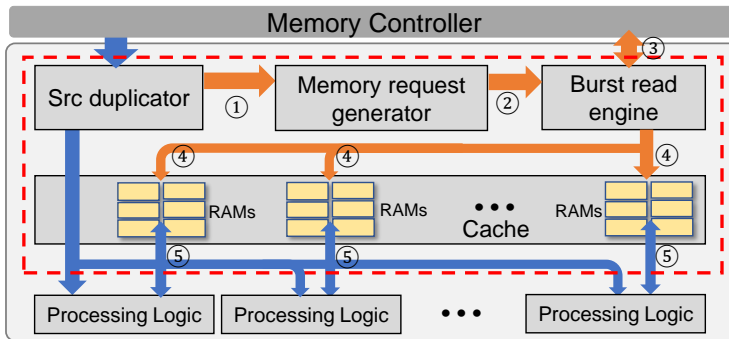 Memory Controller
③
Src duplicator
①
Memory request
generator
②
Burst read
engine
④ ④ ④
RAMs RAMs ••• RAMs
Cache
⑤ ⑤ ⑤
Processing Logic Processing Logic ••• Processing Logic